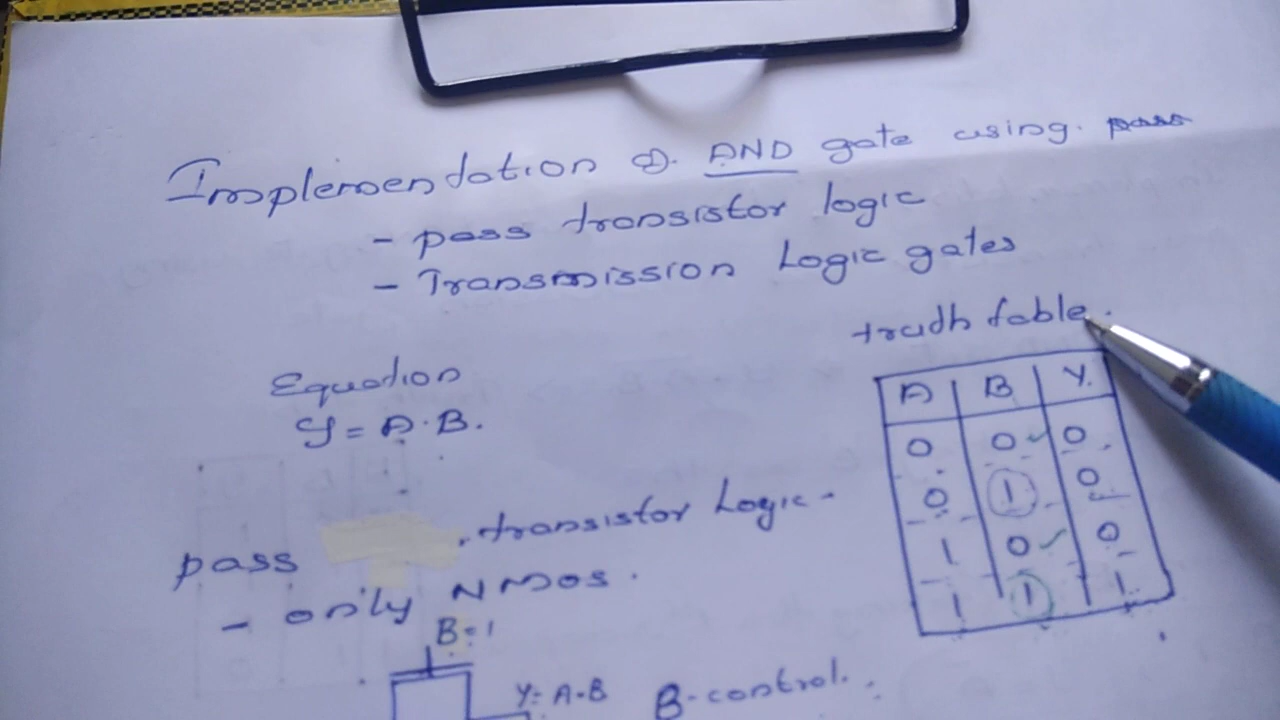 Implementation of AND gate using. pass
- pass transistor logic
- Transmission Logic gates
truth table.
Equation
Y = A.B.
A B Y
0 0 ✓ 0
0 1 0
1 0 ✓ 0
1 1 1
pass transistor Logic -
- only NMOS.
B=1
Y= A.B
B-control.